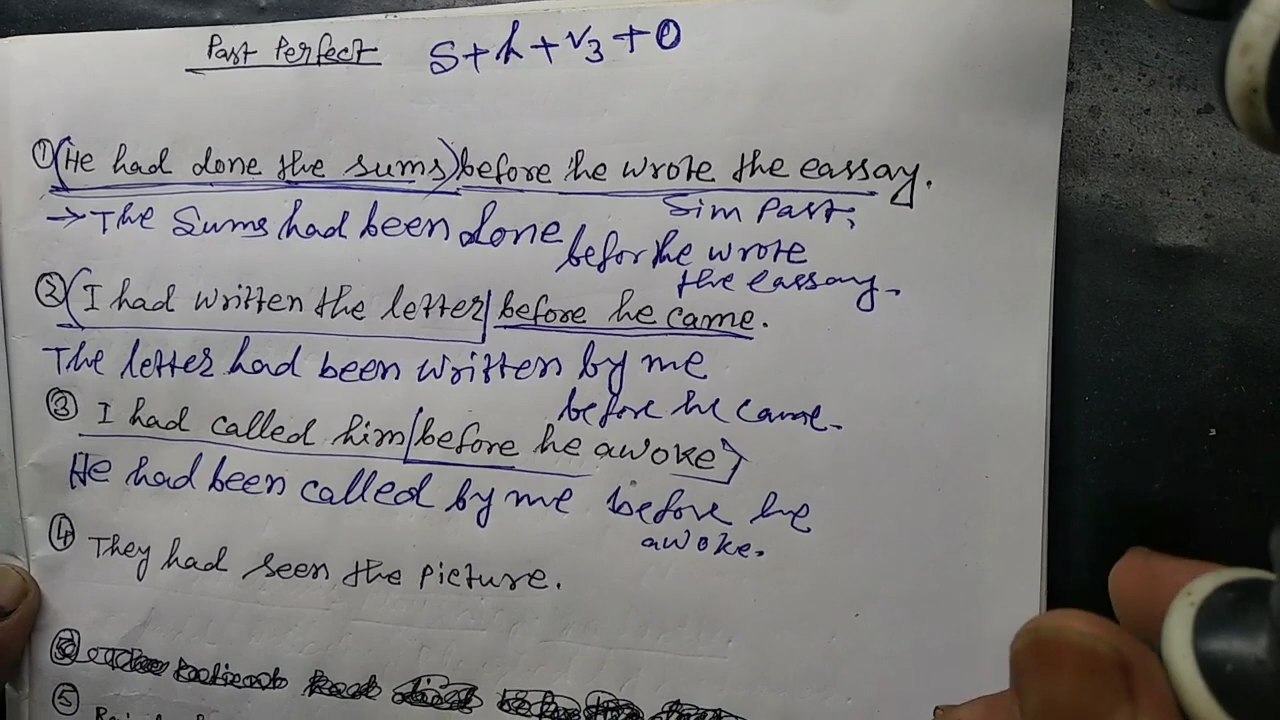 Past Perfect S+h+V3+O
① (He had done the sums) before he wrote the eassay.
Sim Past,
→ The Sums had been done before he wrote
the eassay.
② (I had written the letter/ before he came.
The letter had been written by me
before he came.
③ I had called him/before he awoke)
He had been called by me before he
awoke.
④ They had seen the picture.
⑤